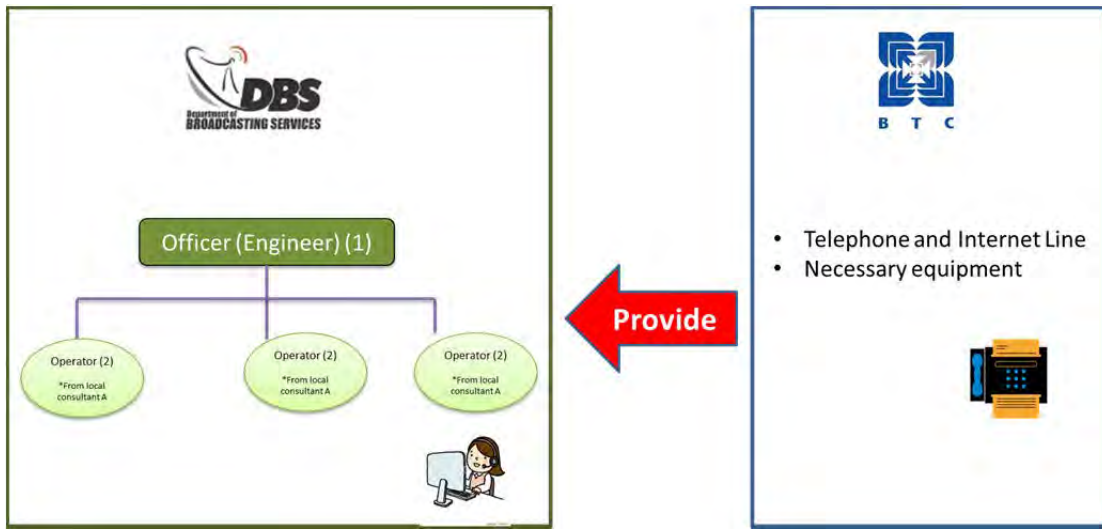 DBS
Department of
BROADCASTING SERVICES
Officer (Engineer) (1)
Operator (2)
*From local
consultant A
Operator (2)
*From local
consultant A
Operator (2)
*From local
consultant A
Provide
B T C
• Telephone and Internet Line
• Necessary equipment